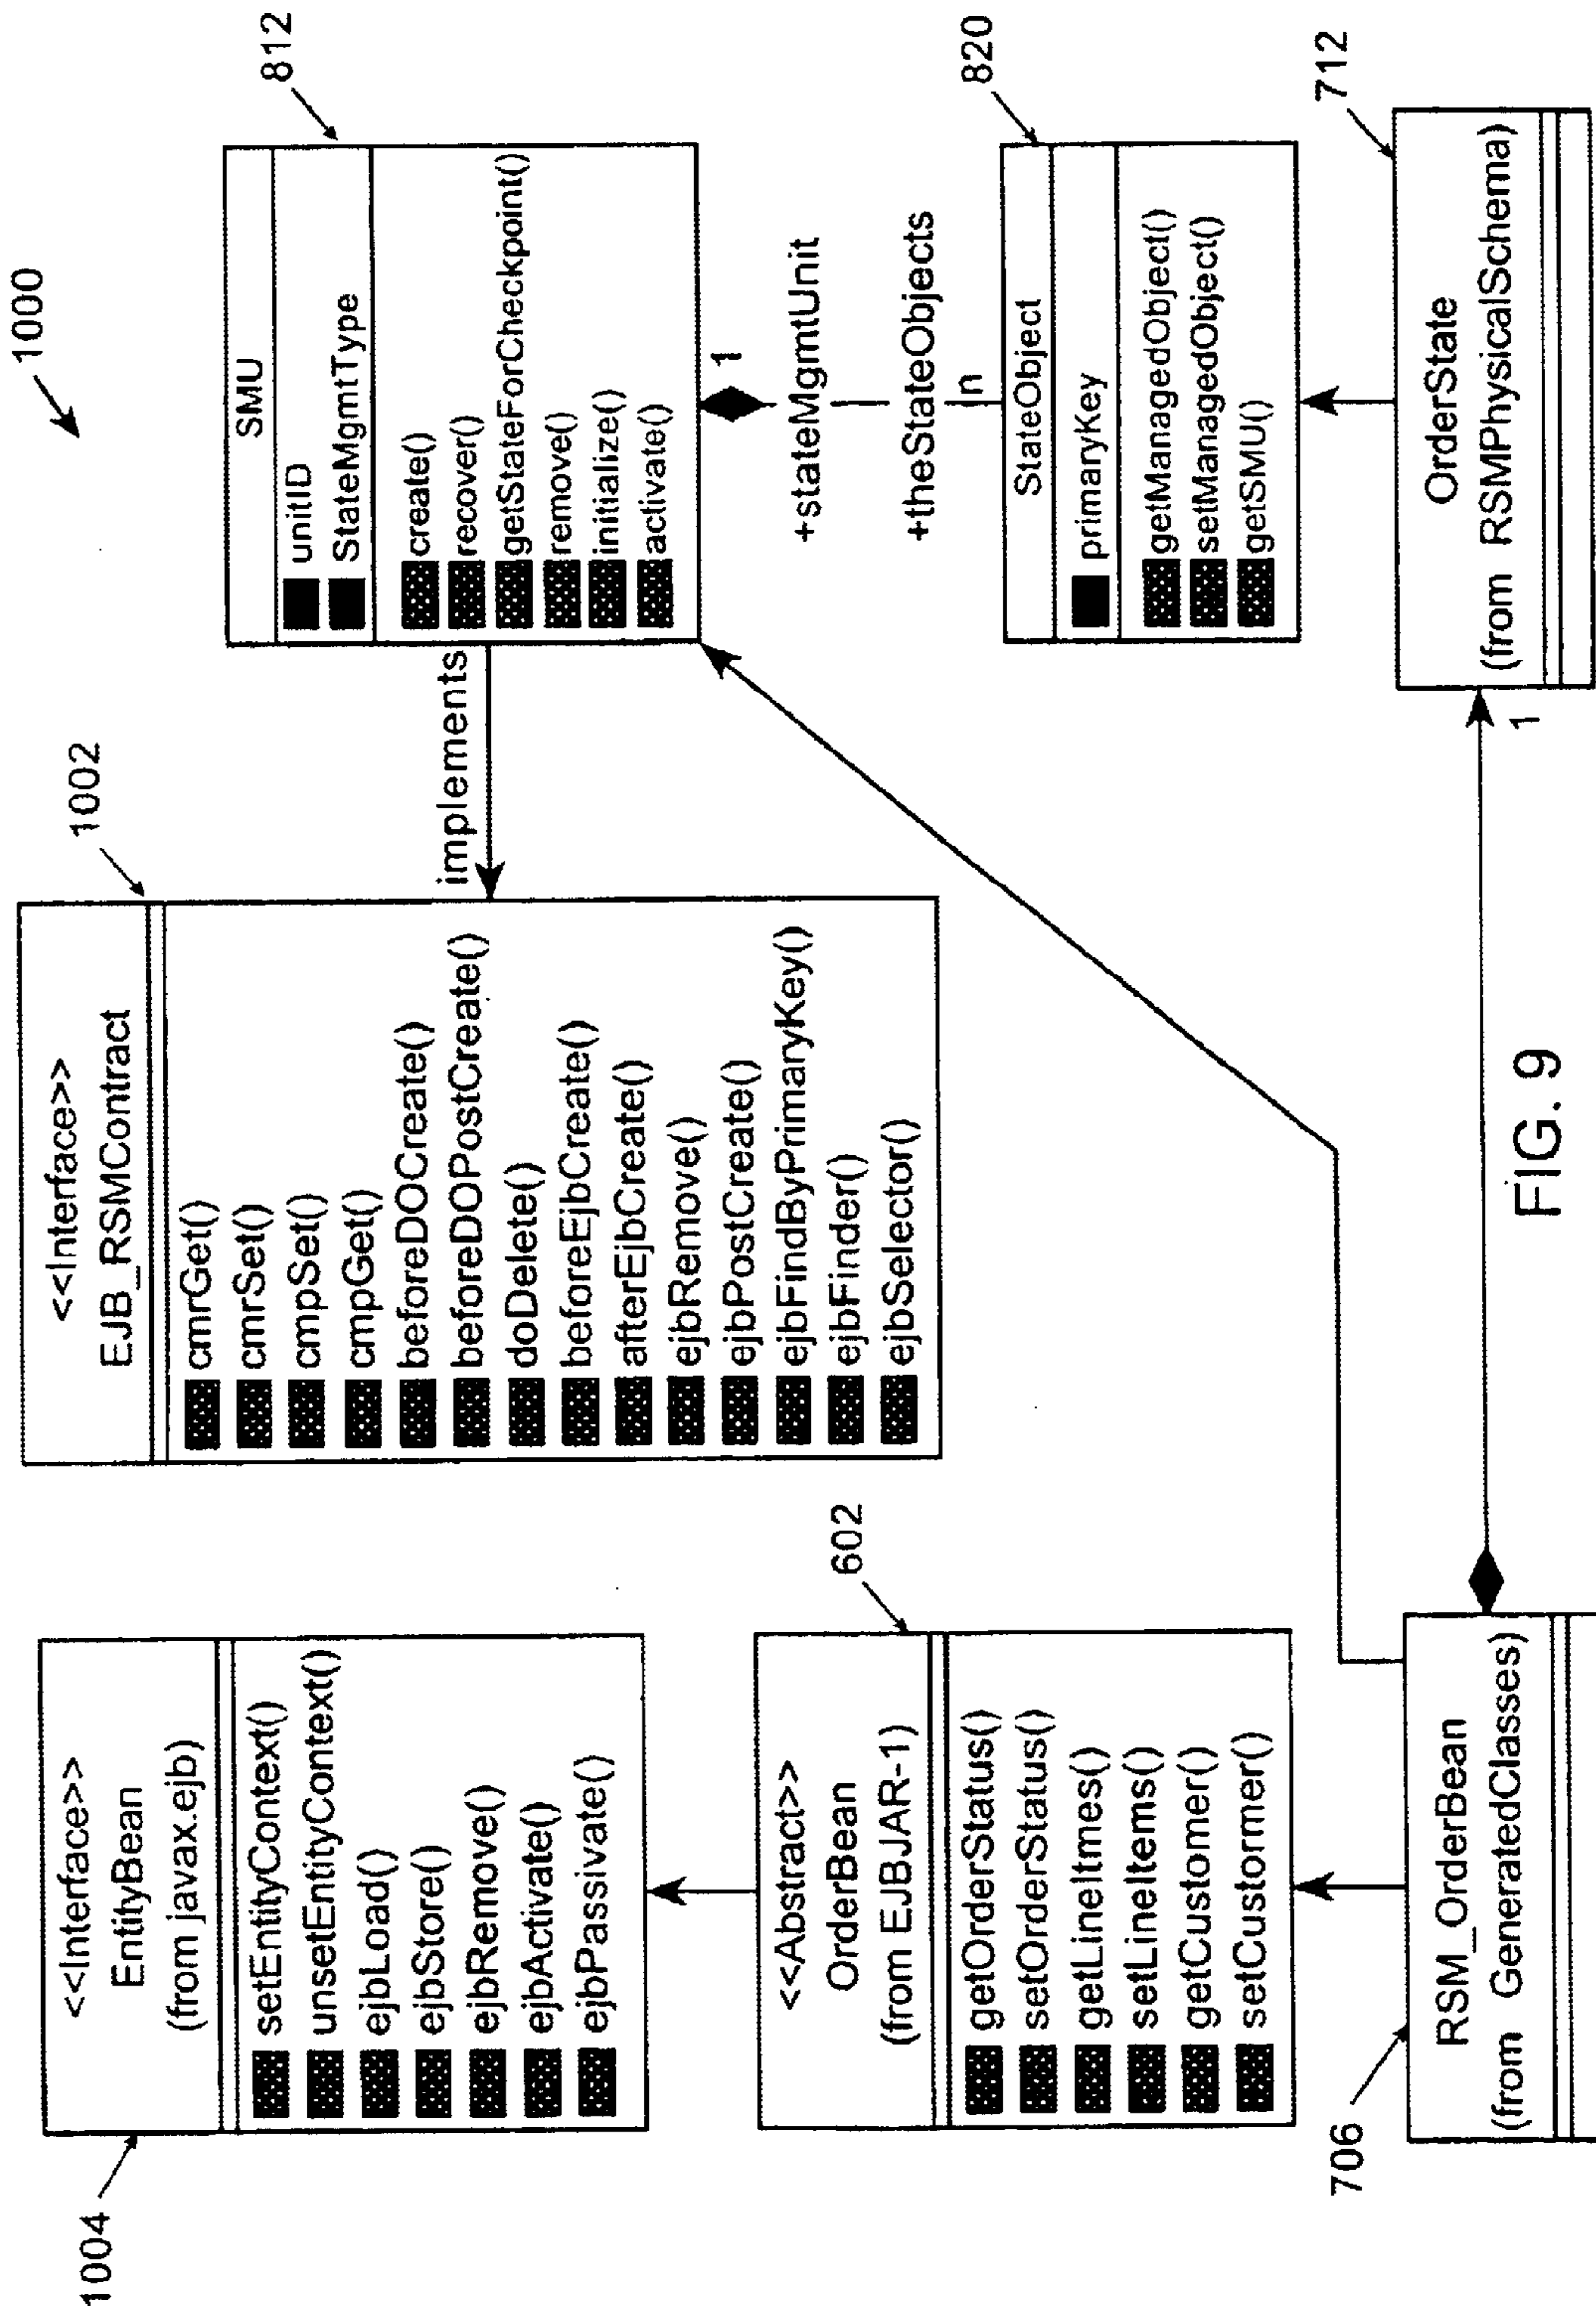 1000
1004
<<Interface>>
EntityBean
(from javax.ejb)
setEntityContext()
unsetEntityContext()
ejbLoad()
ejbStore()
ejbRemove()
ejbActivate()
ejbPassivate()
1002
<<Interface>>
EJB_RSMContract
cmrGet()
cmrSet()
cmpSet()
cmpGet()
beforeDOCreate()
beforeDOPostCreate()
doDelete()
beforeEjbCreate()
afterEjbCreate()
ejbRemove()
ejbPostCreate()
ejbFindByPrimaryKey()
ejbFinder()
ejbSelector()
implements
812
SMU
unitID
StateMgmtType
create()
recover()
getStateForCheckpoint()
remove()
initialize()
activate()
1
+stateMgmtUnit
+theStateObjects
n
602
<<Abstract>>
OrderBean
(from EJBJAR-1)
getOrderStatus()
setOrderStatus()
getLineItmes()
setLineItems()
getCustomer()
setCustormer()
820
StateObject
primaryKey
getManagedObject()
setManagedObject()
getSMU()
706
RSM_OrderBean
(from GeneratedClasses)
1
712
OrderState
(from RSMPhysicalSchema)
FIG. 9